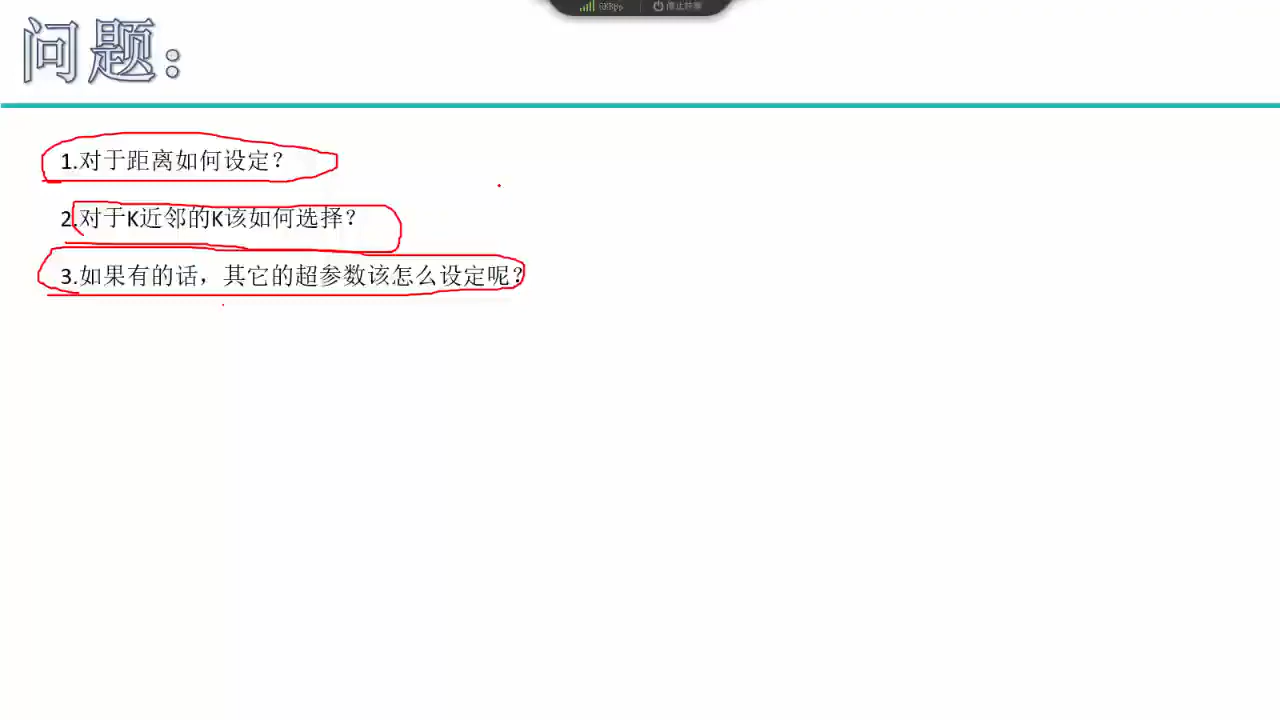 问题：
1.对于距离如何设定？
2.对于K近邻的K该如何选择？
3.如果有的话，其它的超参数该怎么设定呢？